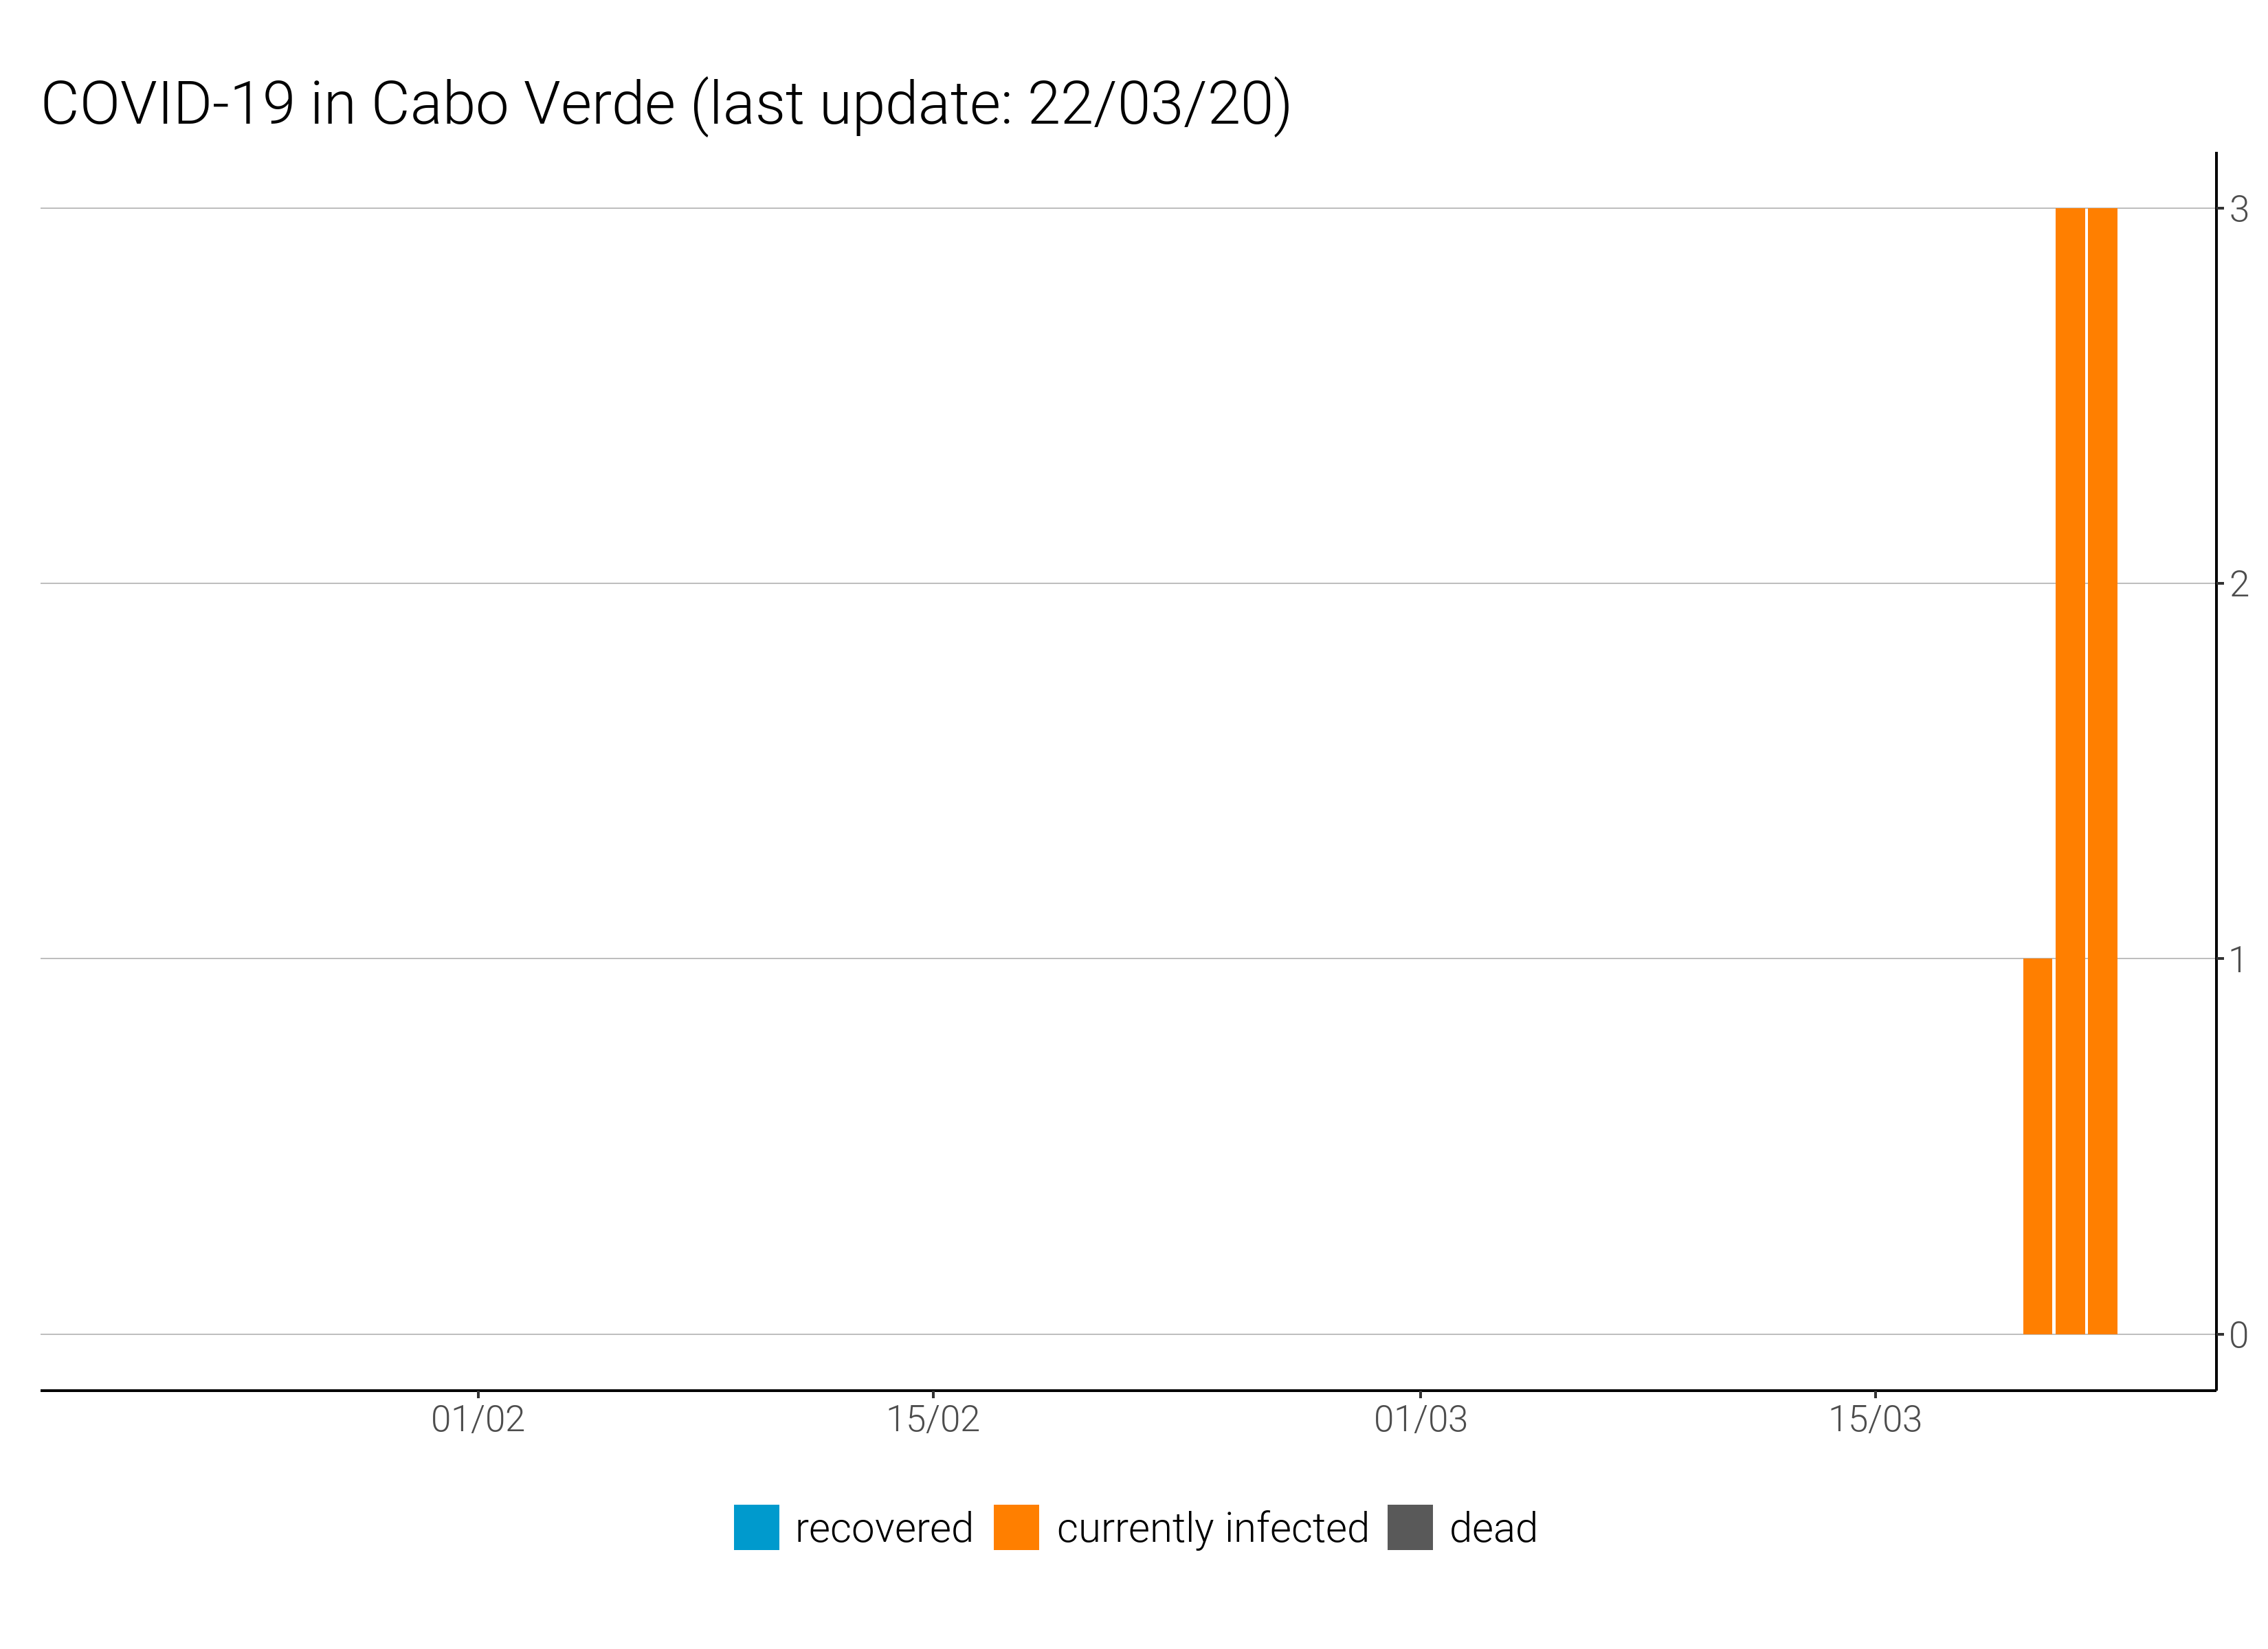 COVID-19 in Cabo Verde (last update: 22/03/20)
3
2
1
0
01/02 15/02 01/03 15/03
recovered currently infected dead